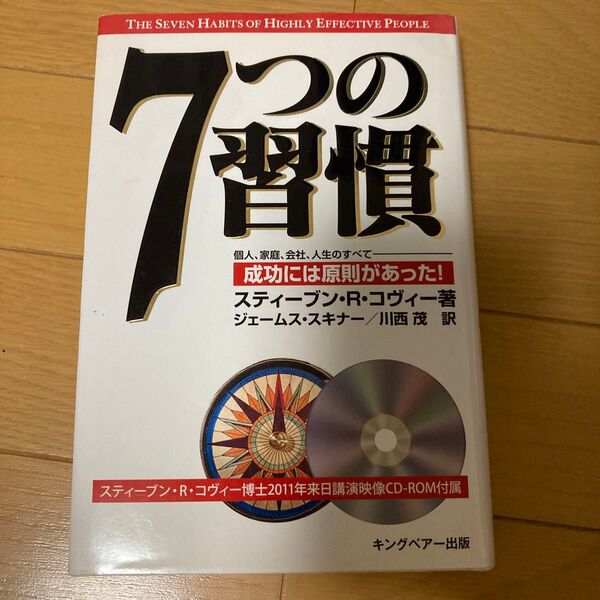 THE SEVEN HABITS OF HIGHLY EFFECTIVE PEOPLE
7つの
習慣
個人、家庭、会社、人生のすべて
成功には原則があった!
スティーブン・R・コヴィー著
ジェームス・スキナー/川西 茂 訳
スティーブン・R・コヴィー博士2011年来日講演映像CD-ROM付属
キングベアー出版